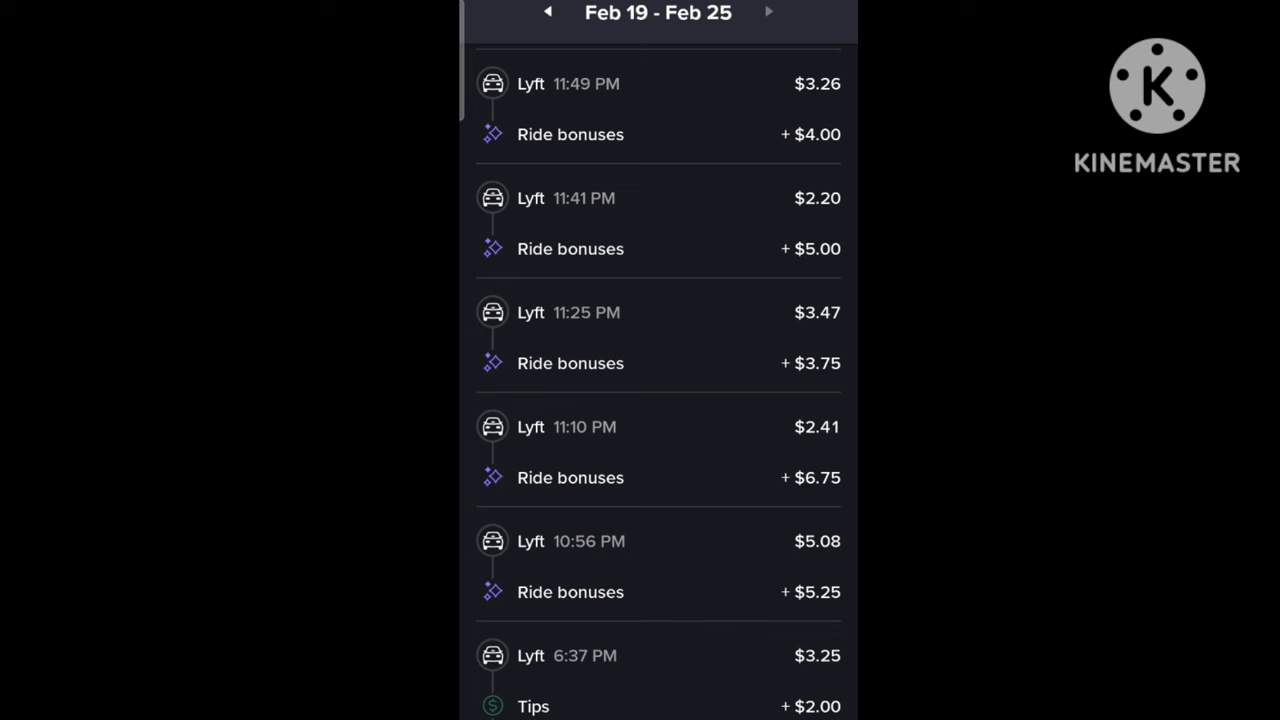 Feb 19 - Feb 25
Lyft 11:49 PM $3.26
Ride bonuses + $4.00
Lyft 11:41 PM $2.20
Ride bonuses + $5.00
Lyft 11:25 PM $3.47
Ride bonuses + $3.75
Lyft 11:10 PM $2.41
Ride bonuses + $6.75
Lyft 10:56 PM $5.08
Ride bonuses + $5.25
Lyft 6:37 PM $3.25
$ Tips + $2.00
K
KINEMASTER